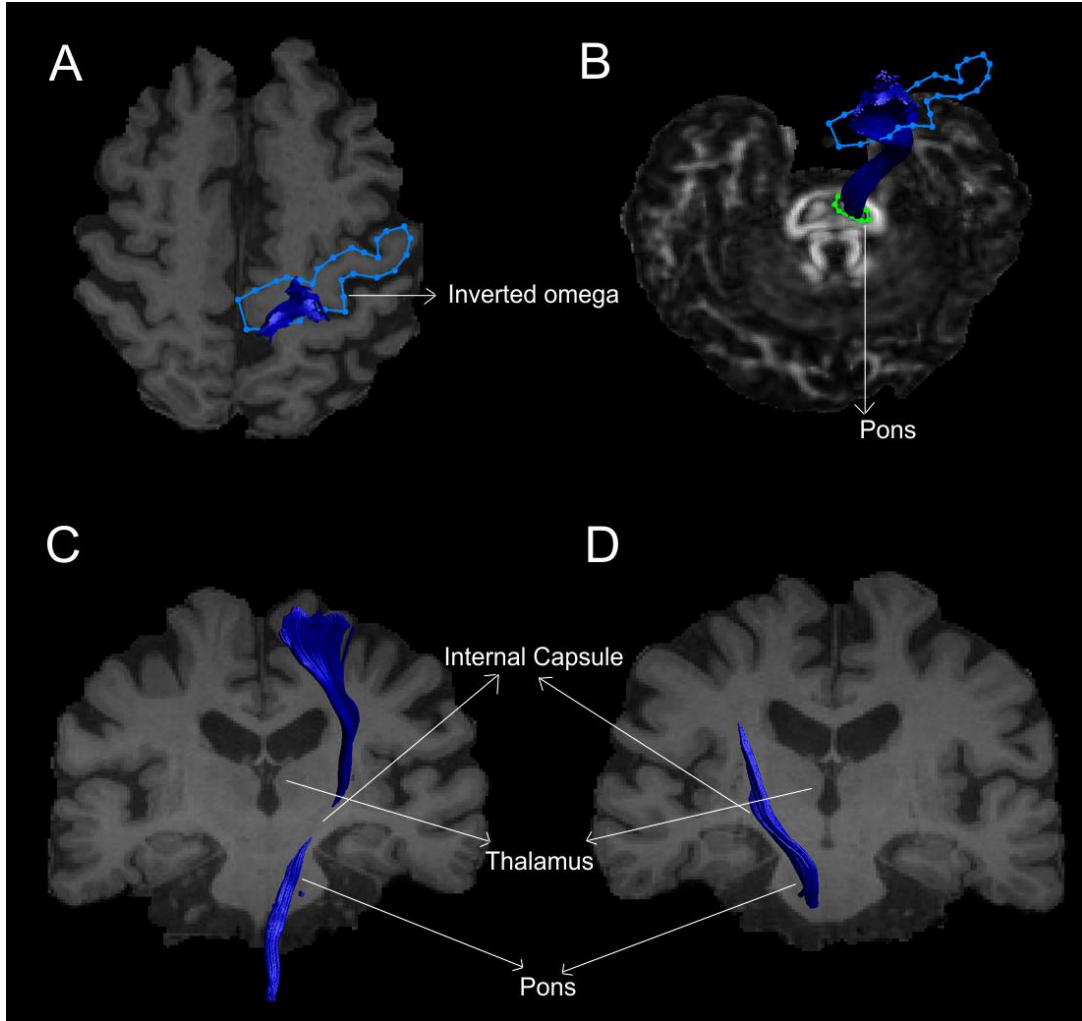 A
B
Inverted omega
Pons
C
D
Internal Capsule
Thalamus
Pons